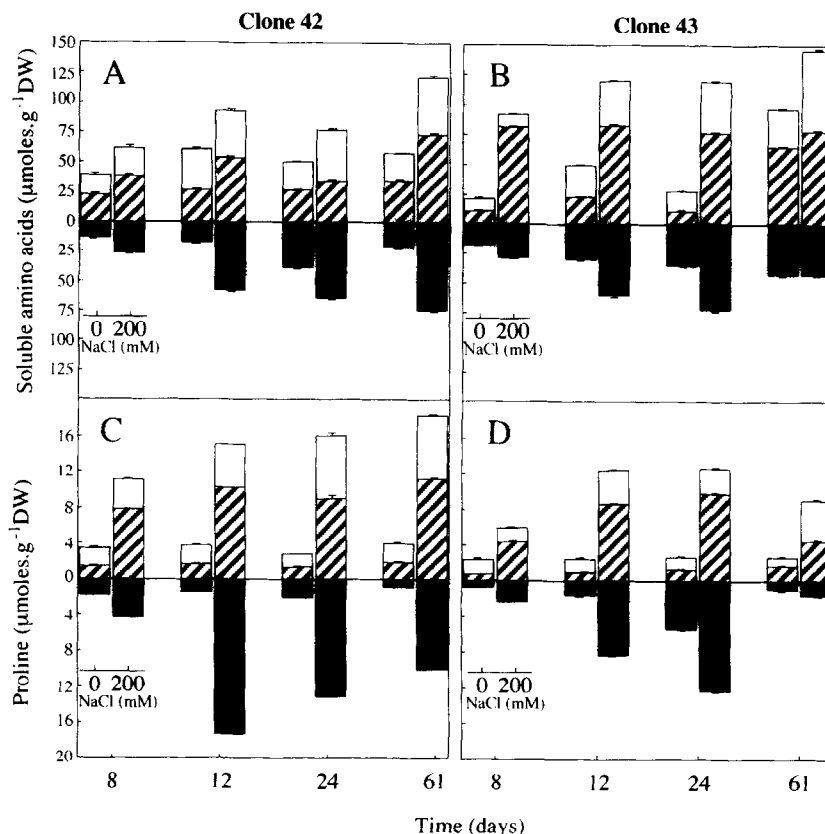 Clone 42
Clone 43
Soluble amino acids (µmoles.g⁻¹DW)
150
125
100
75
50
25
0
25
50
75
100
125
A
0 200
NaCl (mM)
B
0 200
NaCl (mM)
Proline (µmoles.g⁻¹DW)
16
12
8
4
0
4
8
12
16
20
C
0 200
NaCl (mM)
D
0 200
NaCl (mM)
8 12 24 61
8 12 24 61
Time (days)